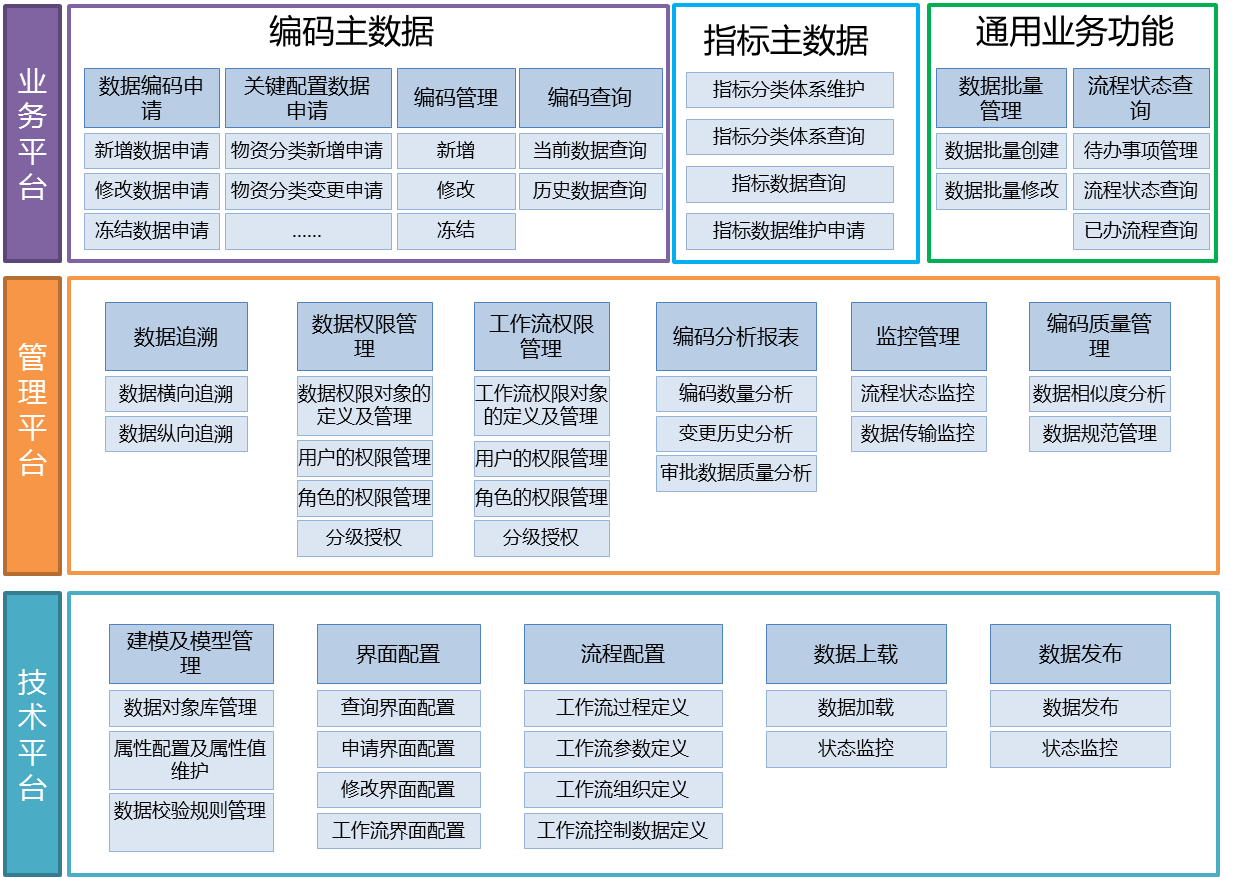 业务平台
编码主数据
数据编码申
请
新增数据申请
修改数据申请
冻结数据申请
关键配置数据
申请
物资分类新增申请
物资分类变更申请
......
编码管理
新增
修改
冻结
编码查询
当前数据查询
历史数据查询
指标主数据
指标分类体系维护
指标分类体系查询
指标数据查询
指标数据维护申请
通用业务功能
数据批量
管理
数据批量创建
数据批量修改
流程状态查
询
待办事项管理
流程状态查询
已办流程查询
管理平台
数据追溯
数据横向追溯
数据纵向追溯
数据权限管
理
数据权限对象的
定义及管理
用户的权限管理
角色的权限管理
分级授权
工作流权限
管理
工作流权限对象
的定义及管理
用户的权限管理
角色的权限管理
分级授权
编码分析报表
编码数量分析
变更历史分析
审批数据质量分析
监控管理
流程状态监控
数据传输监控
编码质量管
理
数据相似度分析
数据规范管理
技术平台
建模及模型管
理
数据对象库管理
属性配置及属性值
维护
数据校验规则管理
界面配置
查询界面配置
申请界面配置
修改界面配置
工作流界面配置
流程配置
工作流过程定义
工作流参数定义
工作流组织定义
工作流控制数据定义
数据上载
数据加载
状态监控
数据发布
数据发布
状态监控